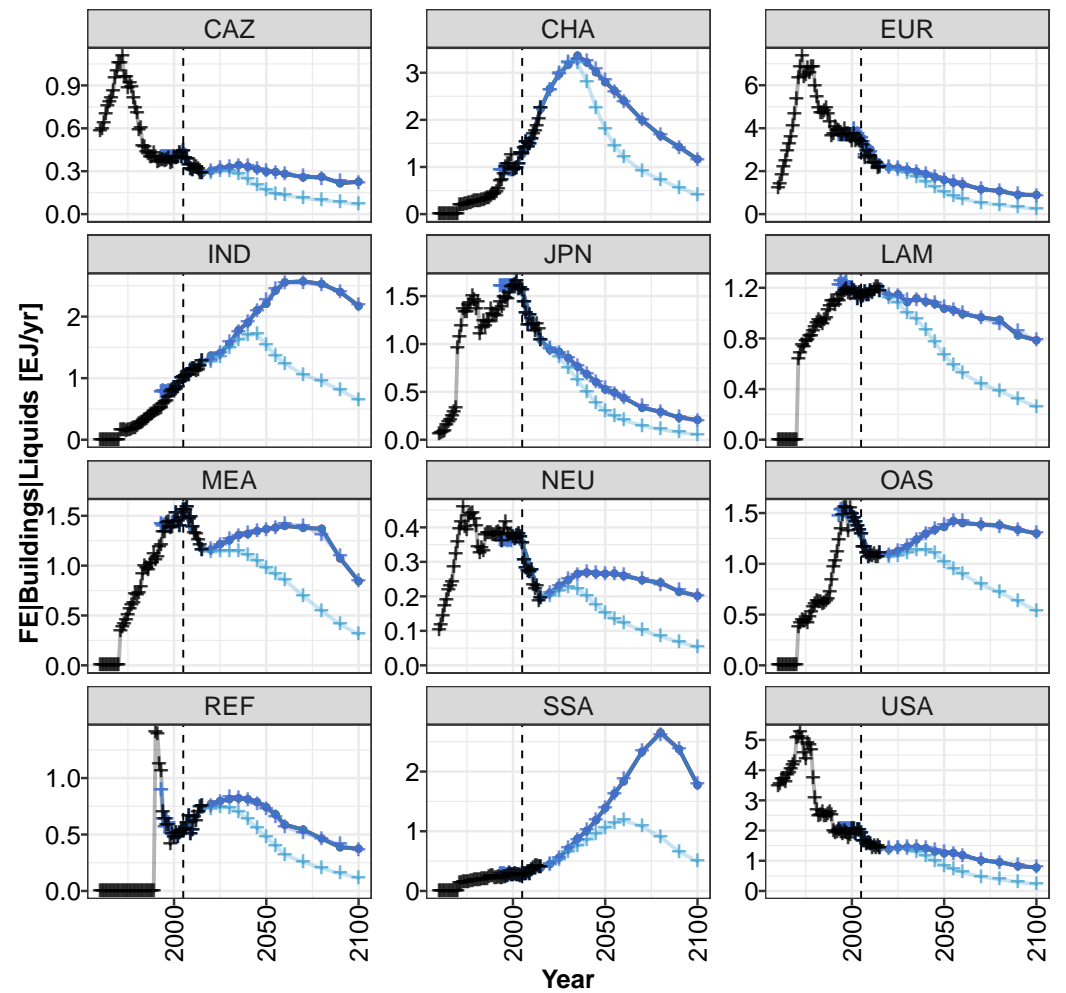 CAZ CHA EUR
0.9 3 6
0.6 2 4
0.3 1 2
0.0 0 0
IND JPN LAM
2 1.5 1.2
1 1.0 0.8
0.5 0.4
0 0.0 0.0
MEA NEU OAS
1.5 0.4 1.5
1.0 0.3 1.0
0.2
0.5 0.1 0.5
0.0 0.0 0.0
REF SSA USA
1.0 2 5
4
0.5 1 3
2
1
0.0 0 0
2000 2050 2100 2000 2050 2100 2000 2050 2100
Year
FE|Buildings|Liquids [EJ/yr]